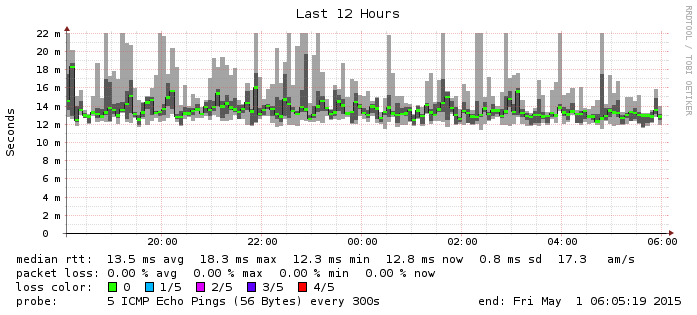 Last 12 Hours
RRDTOOL / TOBI OETIKER
Seconds
22 m
20 m
18 m
16 m
14 m
12 m
10 m
8 m
6 m
4 m
2 m
0
20:00 22:00 00:00 02:00 04:00 06:00
median rtt: 13.5 ms avg 18.3 ms max 12.3 ms min 12.8 ms now 0.8 ms sd 17.3 am/s
packet loss: 0.00 % avg 0.00 % max 0.00 % min 0.00 % now
loss color: 0 1/5 2/5 3/5 4/5
probe: 5 ICMP Echo Pings (56 Bytes) every 300s end: Fri May 1 06:05:19 2015